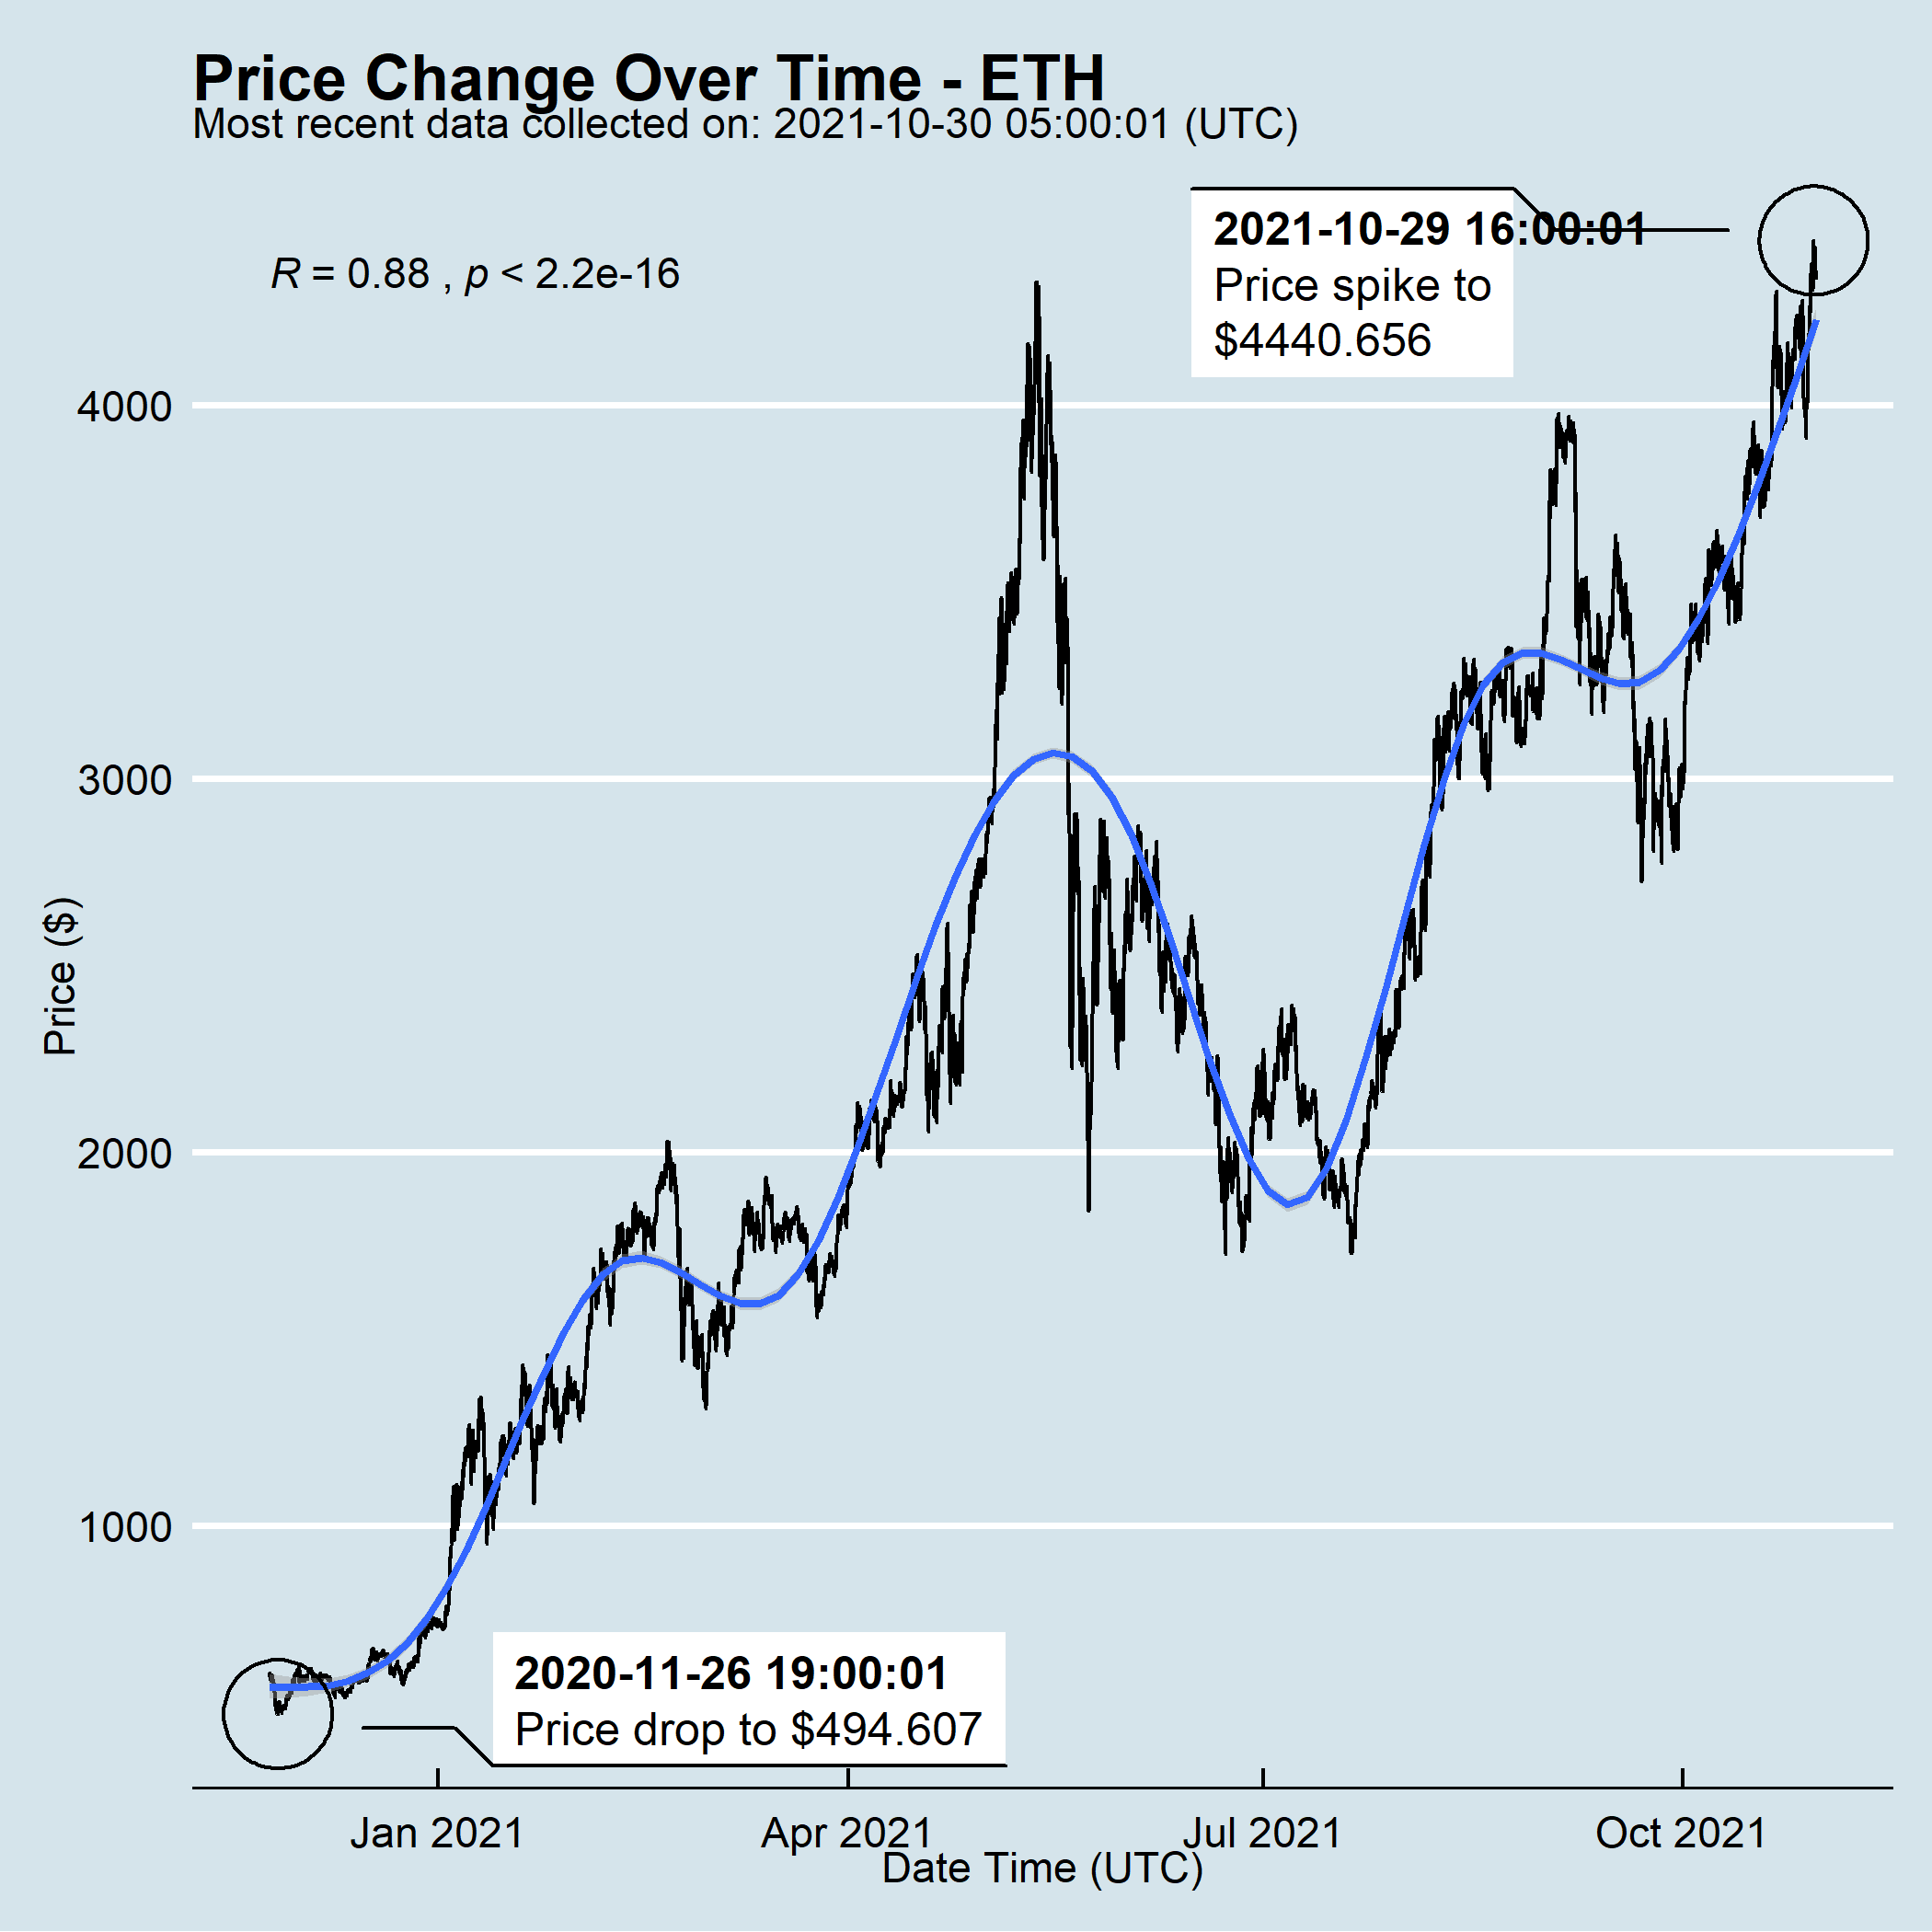 Price Change Over Time - ETH
Most recent data collected on: 2021-10-30 05:00:01 (UTC)
2021-10-29 16:00:01
Price spike to
$4440.656
R = 0.88 , p < 2.2e-16
4000
3000
2000
1000
Price ($)
2020-11-26 19:00:01
Price drop to $494.607
Jan 2021
Apr 2021
Jul 2021
Oct 2021
Date Time (UTC)